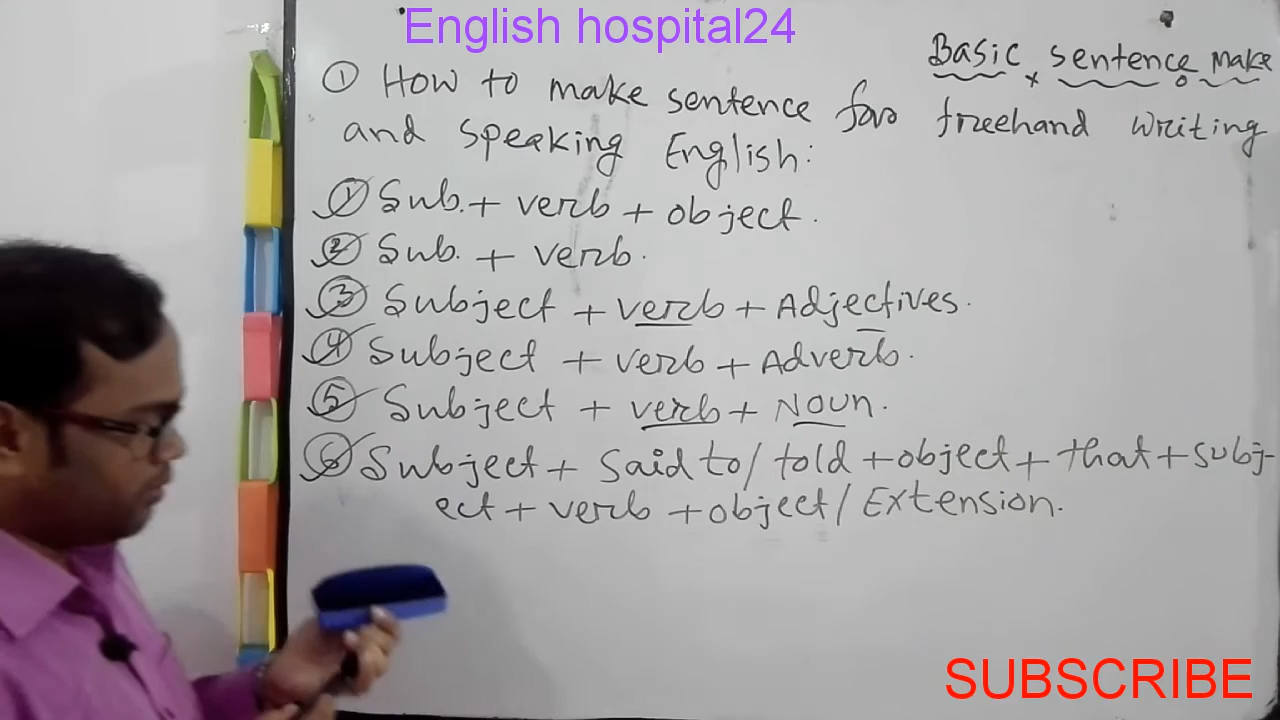 English hospital24
Basic sentence make
① How to make sentence for freehand writing
and speaking English:
① Sub. + verb + object.
② Sub. + verb.
③ Subject + verb + Adjectives.
④ Subject + verb + Adverb.
⑤ Subject + verb + Noun.
⑥ Subject + said to/ told + object + that + subj-
ect + verb + object / Extension.
SUBSCRIBE